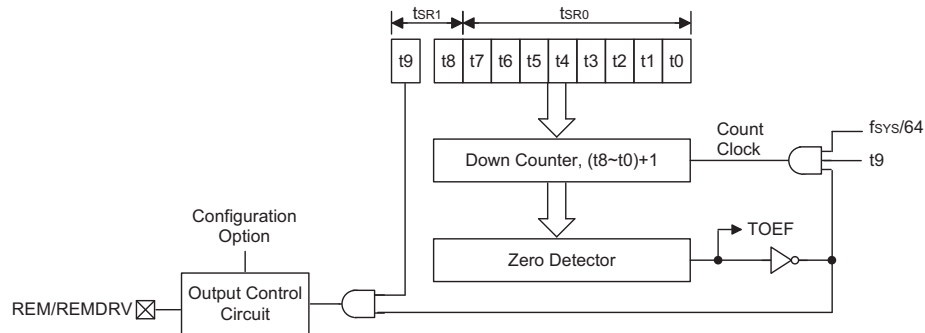 tSR1
tSR0
t9
t8
t7
t6
t5
t4
t3
t2
t1
t0
Down Counter, (t8~t0)+1
Count
Clock
fSYS/64
t9
TOEF
Zero Detector
Configuration
Option
REM/REMDRV
Output Control
Circuit